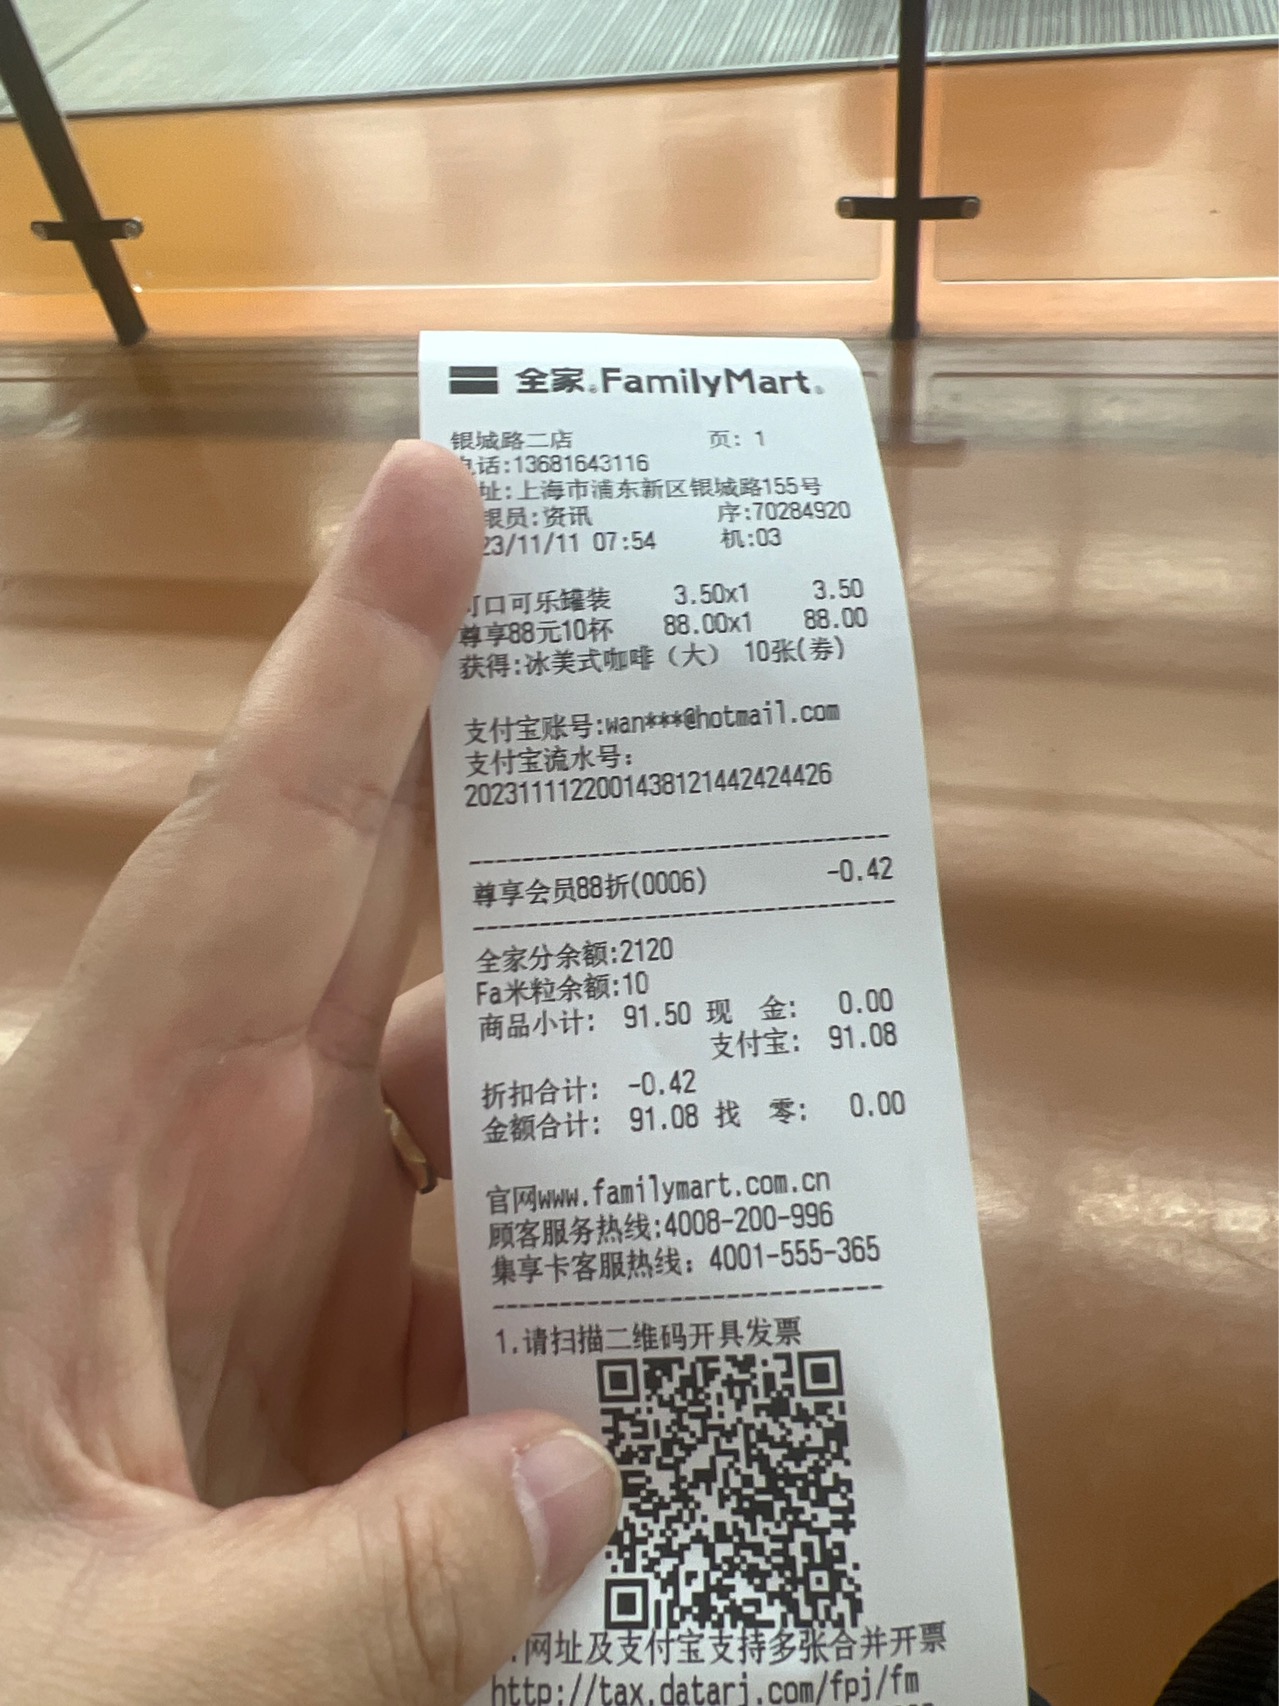 全家 FamilyMart
银城路二店 页: 1
话:13681643116
址:上海市浦东新区银城路155号
银员:资讯 序:70284920
23/11/11 07:54 机:03
可口可乐罐装 3.50x1 3.50
尊享88元10杯 88.00x1 88.00
获得:冰美式咖啡（大） 10张(券)
支付宝账号:wan***@hotmail.com
支付宝流水号:
2023111122001438121442424426
尊享会员88折(0006) -0.42
全家分余额:2120
Fa米粒余额:10
商品小计: 91.50 现 金: 0.00
支付宝: 91.08
折扣合计: -0.42
金额合计: 91.08 找 零: 0.00
官网www.familymart.com.cn
顾客服务热线:4008-200-996
集享卡客服热线: 4001-555-365
1.请扫描二维码开具发票
.网址及支付宝支持多张合并开票
http://tax.datarj.com/fpj/fm